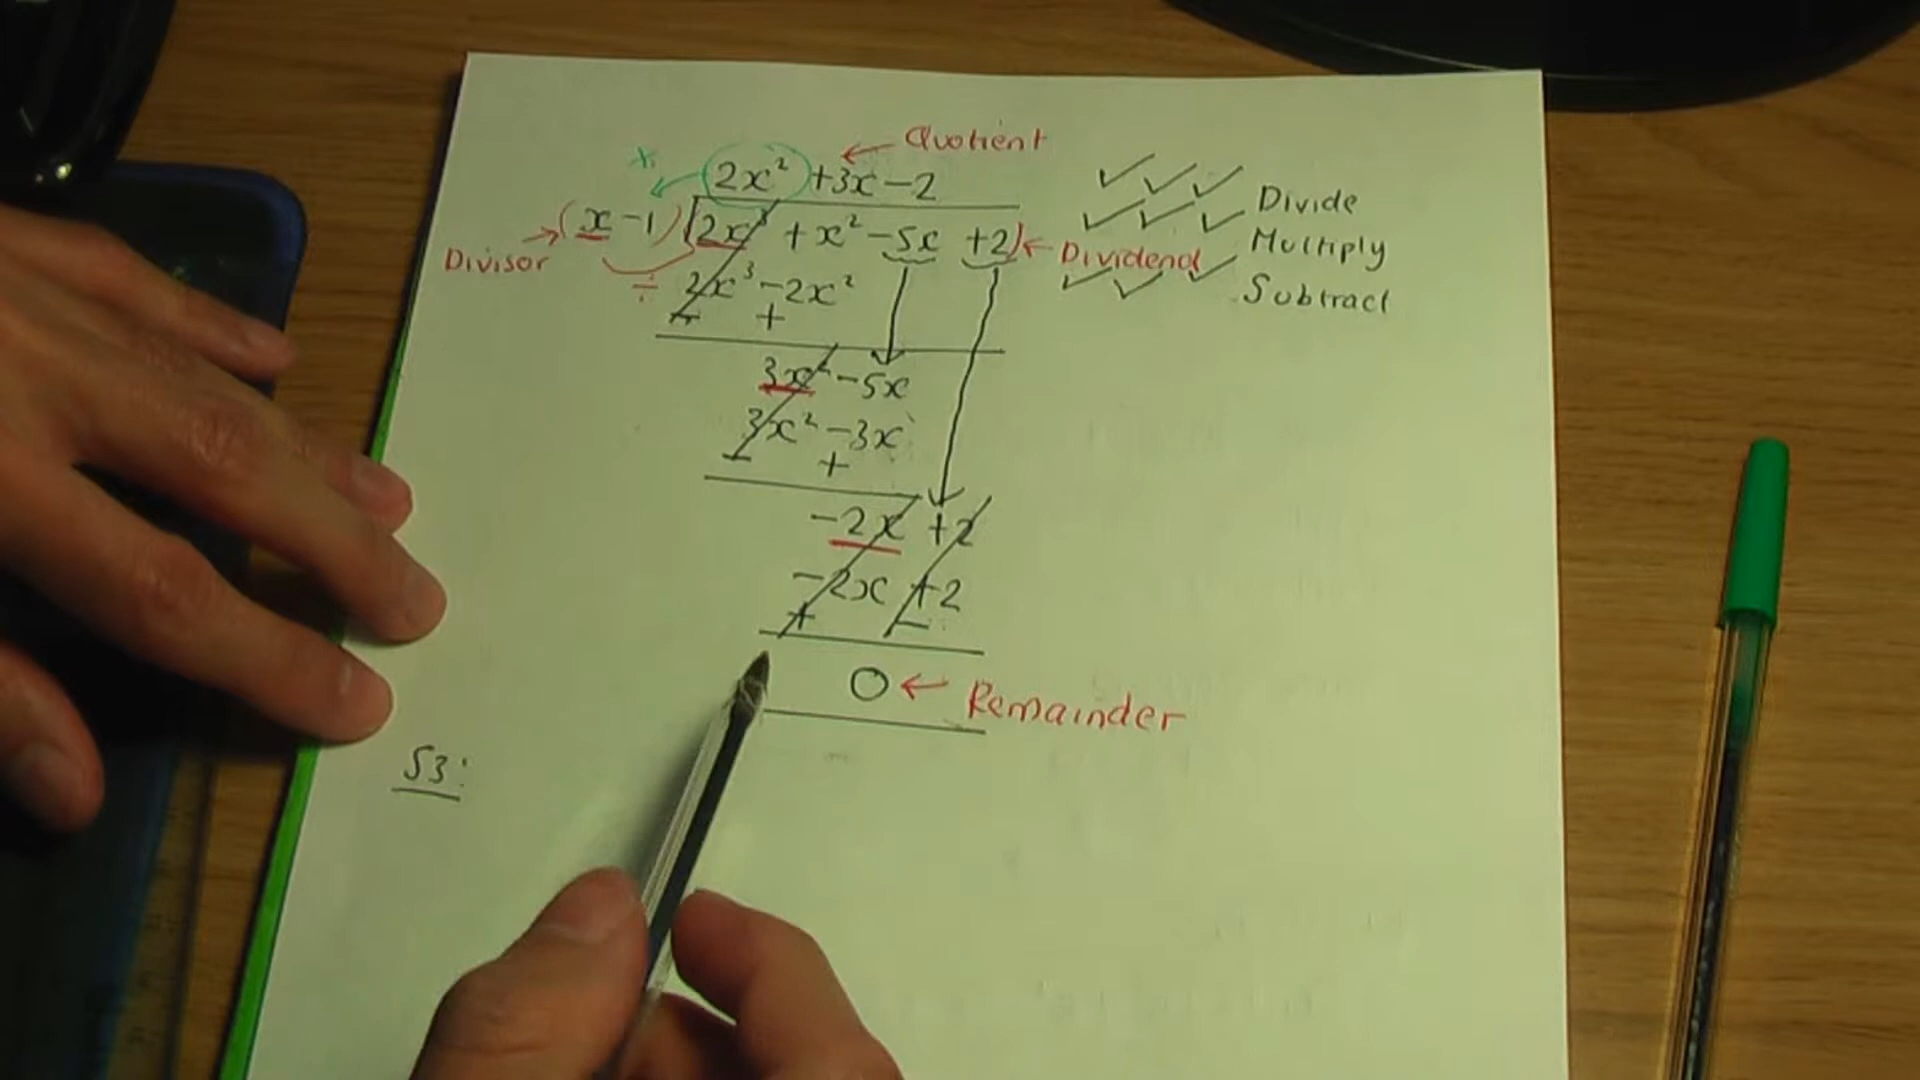 Quotient
x
2x² +3x -2
(x -1) 2x³ + x² -5x +2)
Divisor
÷
Dividend
2x³ -2x²
- +
3x² -5x
3x² -3x
- +
-2x +2
-2x +2
+ -
0
Remainder
Divide
Multiply
Subtract
S3: